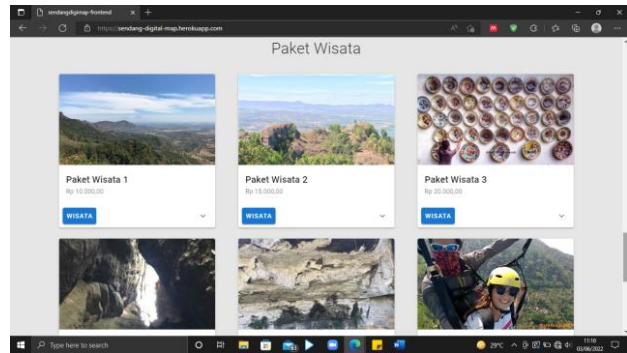 sendangdigimap-frontend
https://sendang-digital-map.herokuapp.com
Paket Wisata
Paket Wisata 1
Rp 10.000,00
WISATA
Paket Wisata 2
Rp 15.000,00
WISATA
Paket Wisata 3
Rp 20.000,00
WISATA
Type here to search
29°C
11:10
03/06/2022